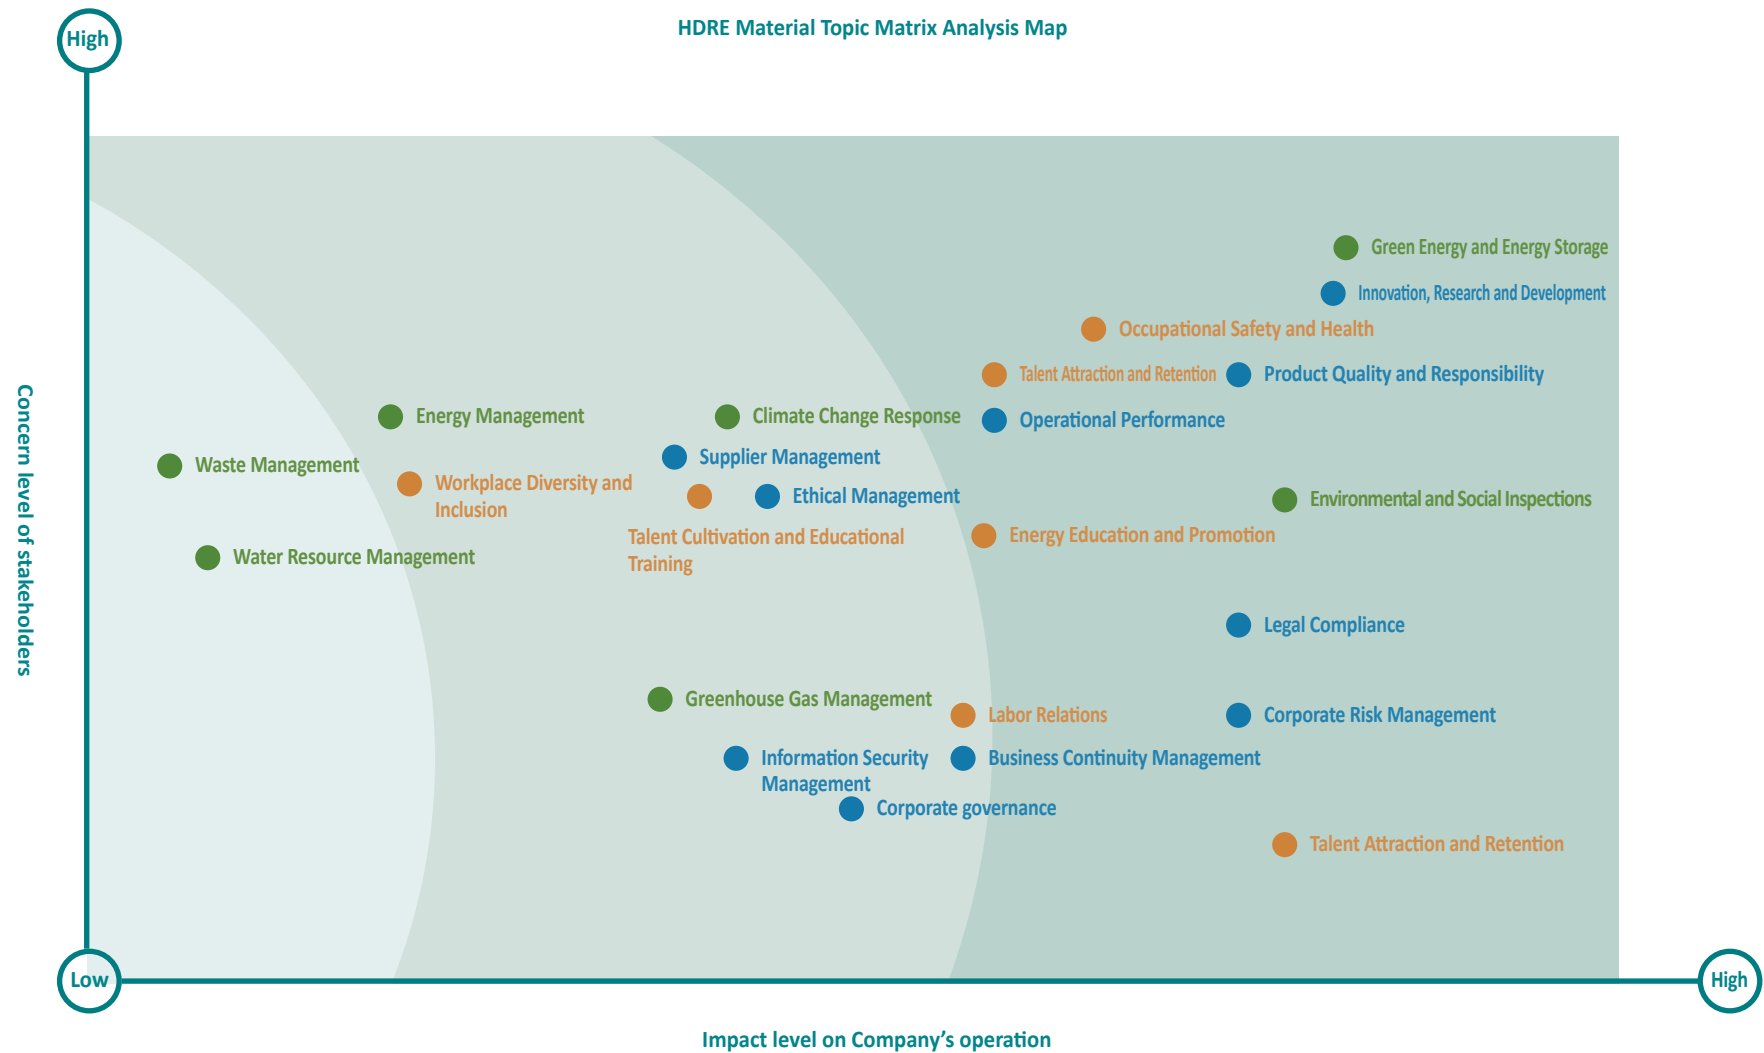 HDRE Material Topic Matrix Analysis Map
High
Green Energy and Energy Storage
Innovation, Research and Development
Occupational Safety and Health
Talent Attraction and Retention
Product Quality and Responsibility
Energy Management
Climate Change Response
Operational Performance
Concern level of stakeholders
Waste Management
Supplier Management
Workplace Diversity and
Inclusion
Ethical Management
Environmental and Social Inspections
Talent Cultivation and Educational
Training
Energy Education and Promotion
Water Resource Management
Legal Compliance
Greenhouse Gas Management
Labor Relations
Corporate Risk Management
Information Security
Management
Business Continuity Management
Corporate governance
Talent Attraction and Retention
Low
High
Impact level on Company’s operation